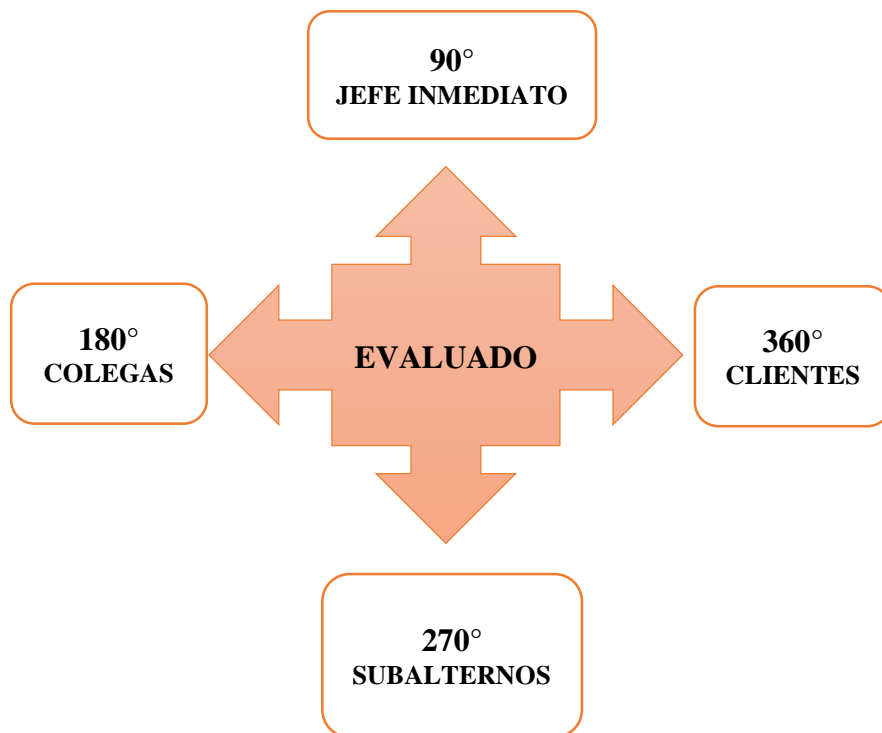 90°
JEFE INMEDIATO
180°
COLEGAS
EVALUADO
360°
CLIENTES
270°
SUBALTERNOS